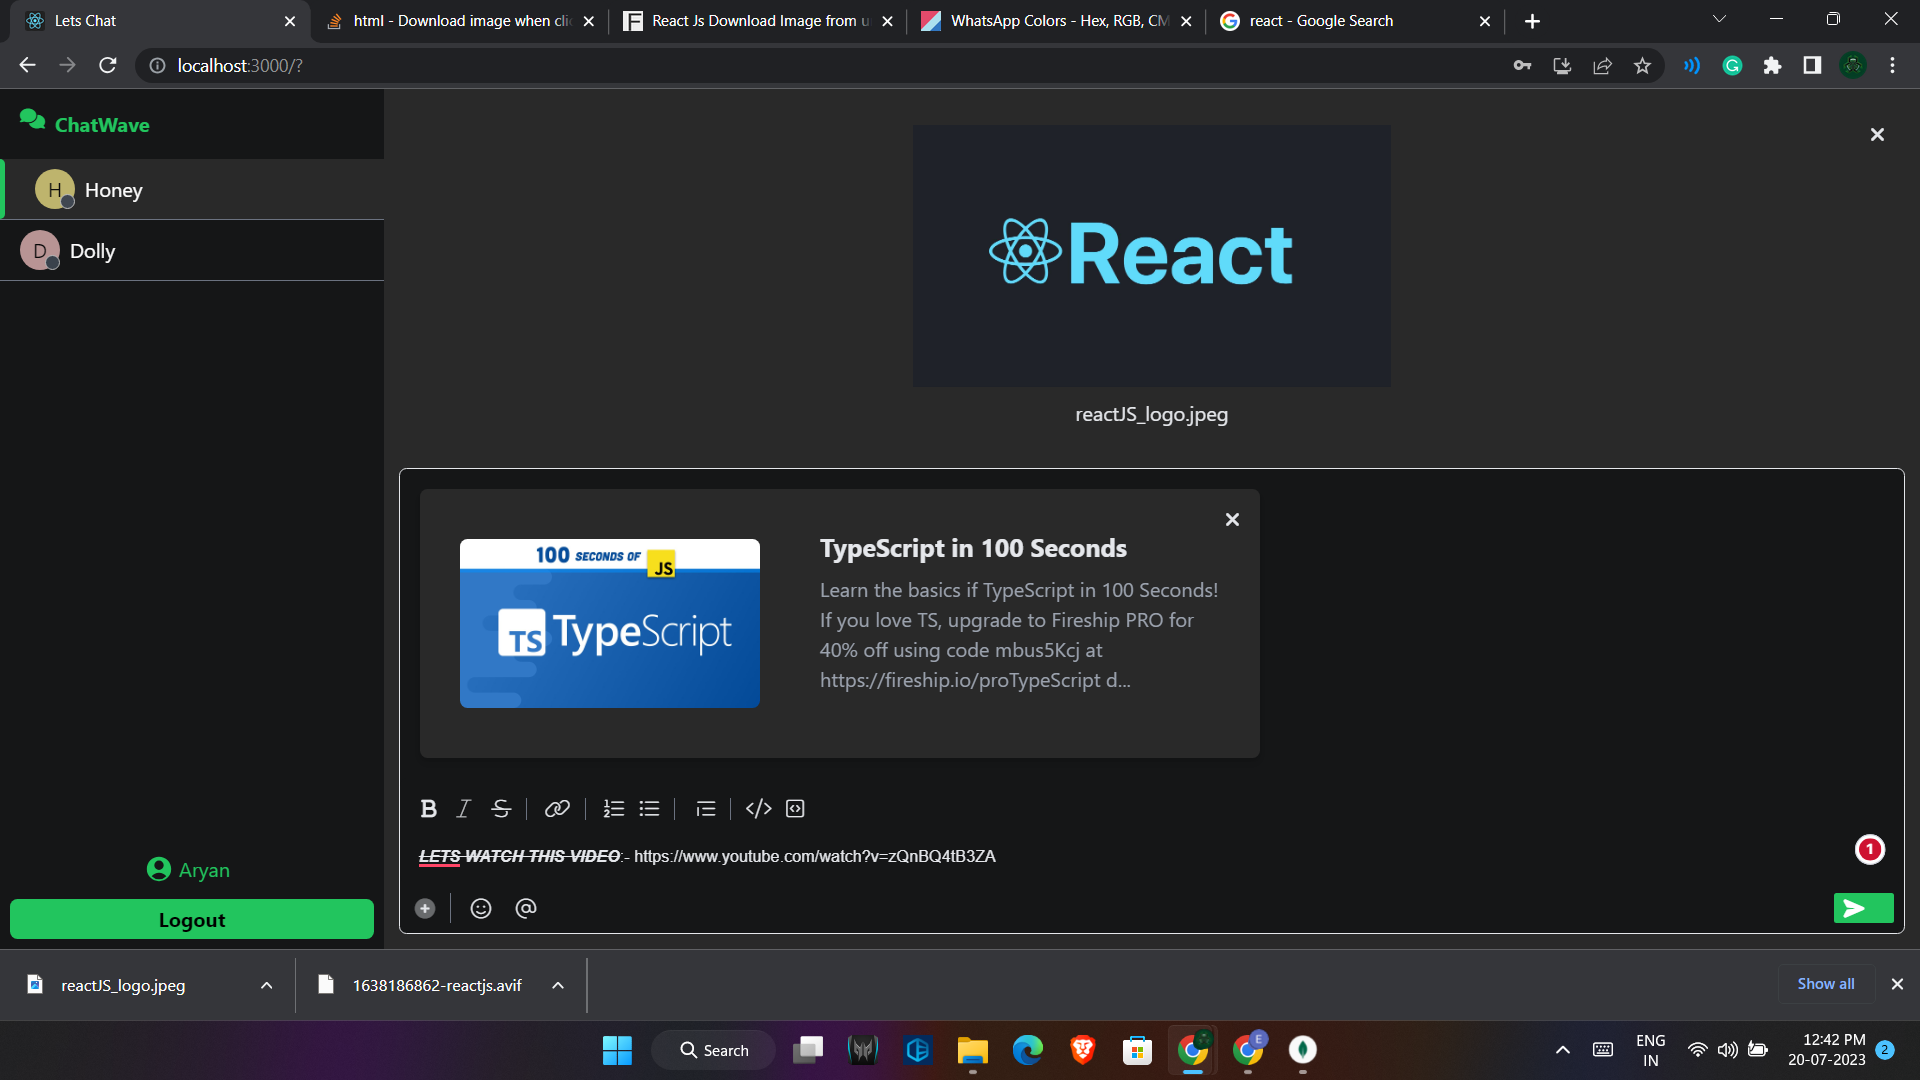 Lets Chat
html - Download image when cli
React Js Download Image from u
WhatsApp Colors - Hex, RGB, CM
react - Google Search
localhost:3000/?
ChatWave
H
Honey
D
Dolly
React
reactJS_logo.jpeg
100 SECONDS OF JS
TS TypeScript
TypeScript in 100 Seconds
Learn the basics if TypeScript in 100 Seconds!
If you love TS, upgrade to Fireship PRO for
40% off using code mbus5Kcj at
https://fireship.io/proTypeScript d...
LETS WATCH THIS VIDEO:- https://www.youtube.com/watch?v=zQnBQ4tB3ZA
1
Aryan
Logout
reactJS_logo.jpeg
1638186862-reactjs.avif
Show all
Search
E
ENG
IN
12:42 PM
20-07-2023
2